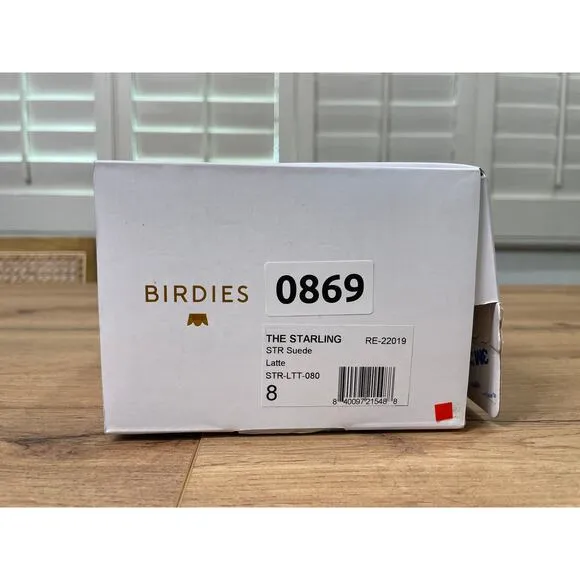 BIRDIES
0869
THE STARLING RE-22019
STR Suede
Latte
STR-LTT-080
8
8 40097 21548 8